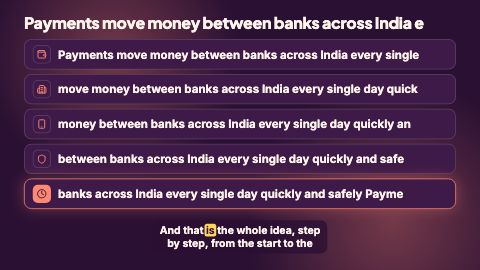 Payments move money between banks across India e
Payments move money between banks across India every single
move money between banks across India every single day quick
money between banks across India every single day quickly an
between banks across India every single day quickly and safe
banks across India every single day quickly and safely Payme
And that is the whole idea, step
by step, from the start to the